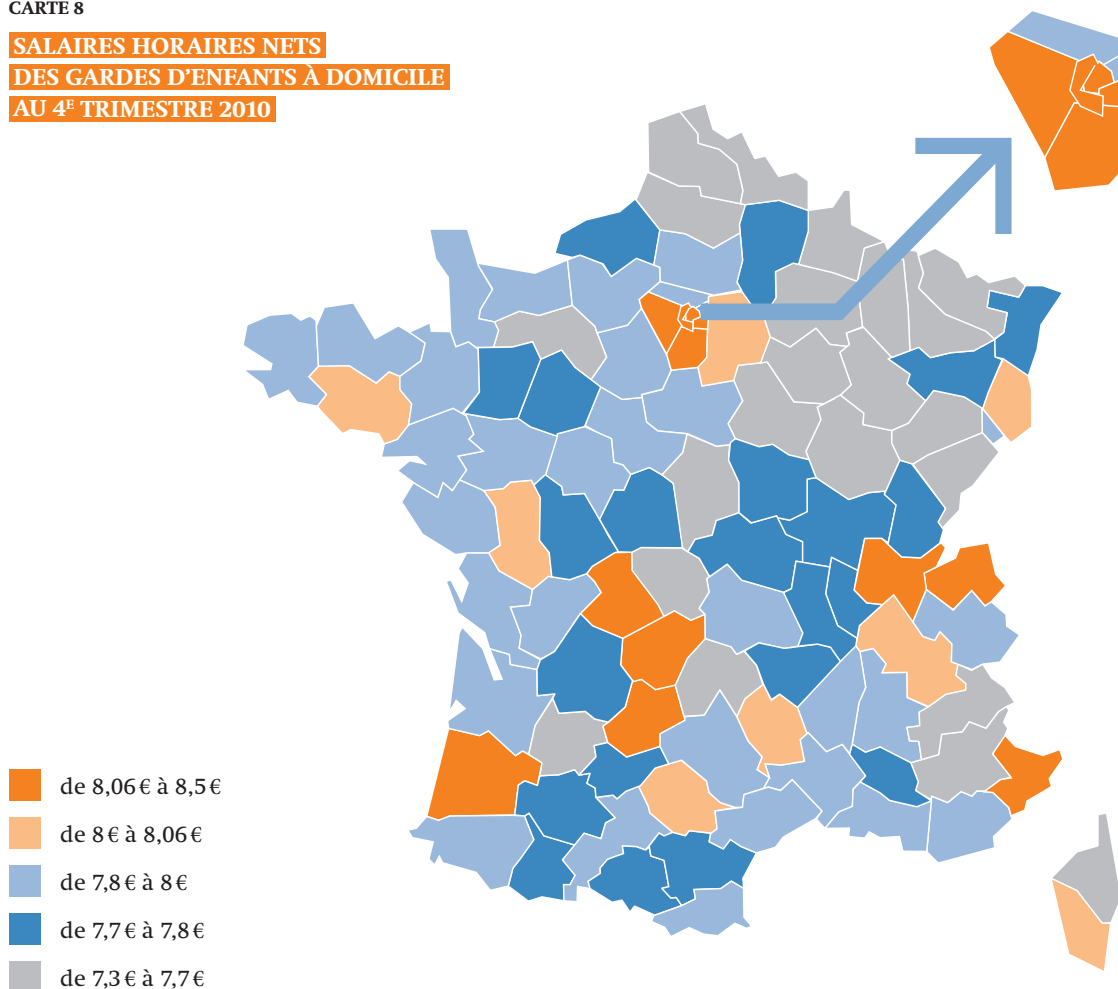 CARTE 8
SALAIRES HORAIRES NETS
DES GARDES D'ENFANTS À DOMICILE
AU 4E TRIMESTRE 2010
de 8,06 € à 8,5 €
de 8 € à 8,06 €
de 7,8 € à 8 €
de 7,7 € à 7,8 €
de 7,3 € à 7,7 €